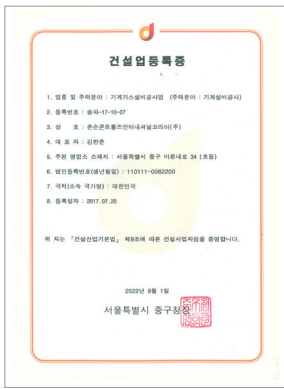 건설업등록증
1. 업종 및 주력분야 : 기계가스설비공사업 (주력분야 : 기계설비공사)
2. 등록번호 : 송파-17-10-07
3. 상 호 : 존슨콘트롤즈인터내셔널코리아(주)
4. 대 표 자 : 김한준
5. 주된 영업소 소재지 : 서울특별시 중구 마른내로 34 (초동)
6. 법인등록번호(생년월일) : 110111-0082200
7. 국적(소속 국가명) : 대한민국
8. 등록일자 : 2017.07.20
위 자는 「건설산업기본법」 제9조에 따른 건설사업자임을 증명합니다.
2022년 9월 1일
서울특별시 중구청장